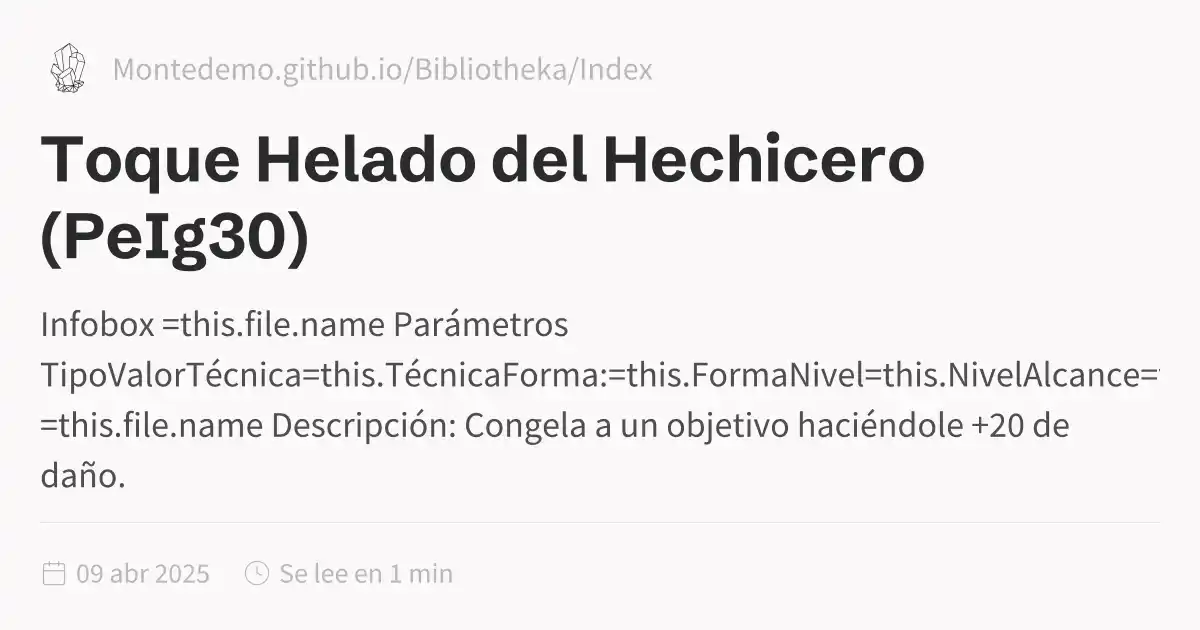 Montedemo.github.io/Bibliotheka/Index
Toque Helado del Hechicero
(PeIg30)
Infobox =this.file.name Parámetros
TipoValorTécnica=this.TécnicaForma:=this.FormaNivel=this.NivelAlcance=
=this.file.name Descripción: Congela a un objetivo haciéndole +20 de
daño.
09 abr 2025 Se lee en 1 min